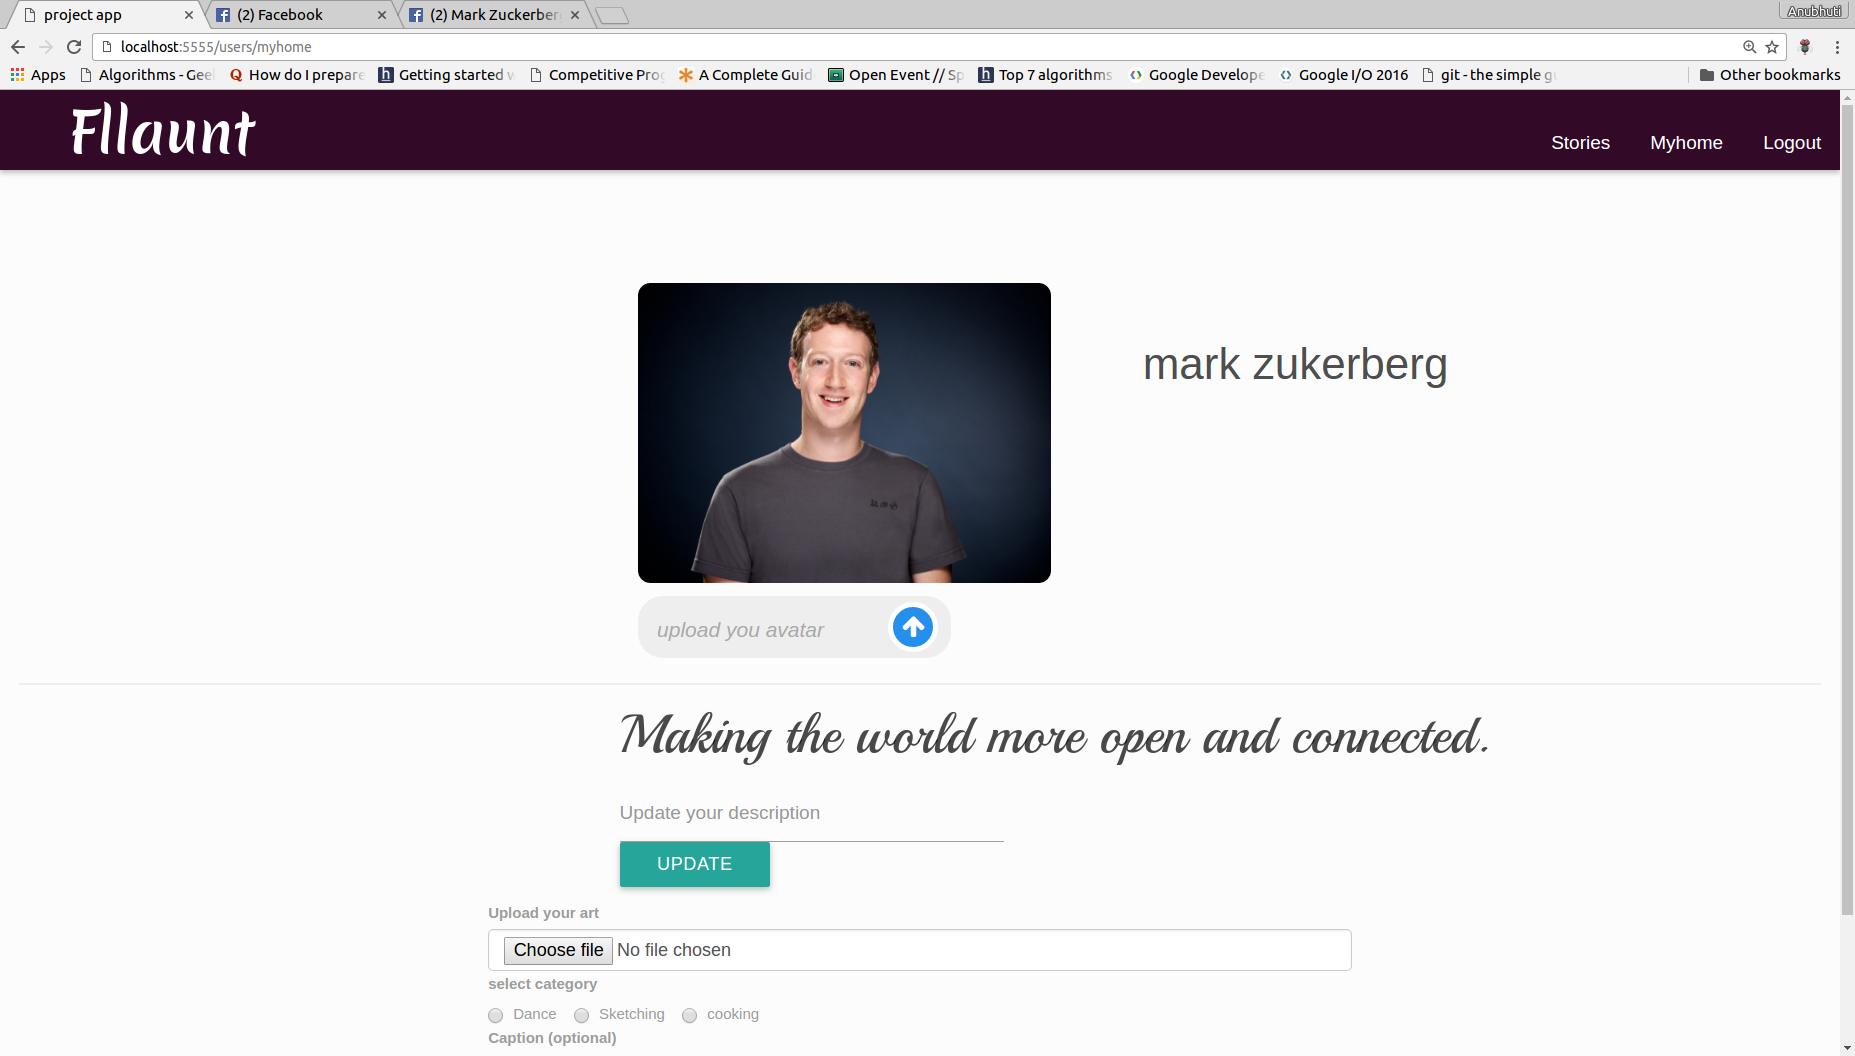 project app
(2) Facebook
(2) Mark Zuckerber
Anubhuti
localhost:5555/users/myhome
Apps
Algorithms - Gee
How do I prepare
Getting started
Competitive Pro
A Complete Guid
Open Event // Sp
Top 7 algorithms
Google Develope
Google I/O 2016
git - the simple g
Other bookmarks
Fllaunt
Stories
Myhome
Logout
mark zukerberg
upload you avatar
Making the world more open and connected.
Update your description
UPDATE
Upload your art
Choose file No file chosen
select category
Dance
Sketching
cooking
Caption (optional)